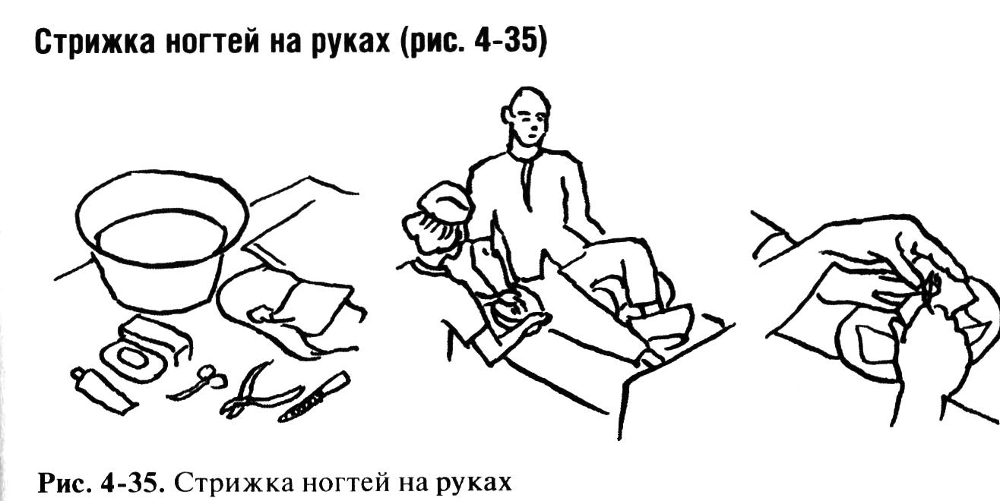 Стрижка ногтей на руках (рис. 4-35)
Рис. 4-35. Стрижка ногтей на руках